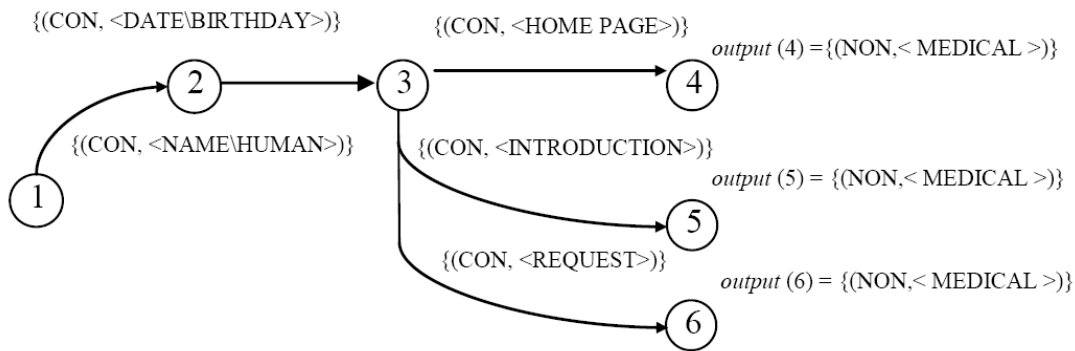 {(CON, <DATE\BIRTHDAY>)}
{(CON, <HOME PAGE>)}
output (4) ={(NON,< MEDICAL >)}
2
3
4
{(CON, <NAME\HUMAN>)}
{(CON, <INTRODUCTION>)}
1
output (5) = {(NON,< MEDICAL >)}
5
{(CON, <REQUEST>)}
output (6) = {(NON,< MEDICAL >)}
6